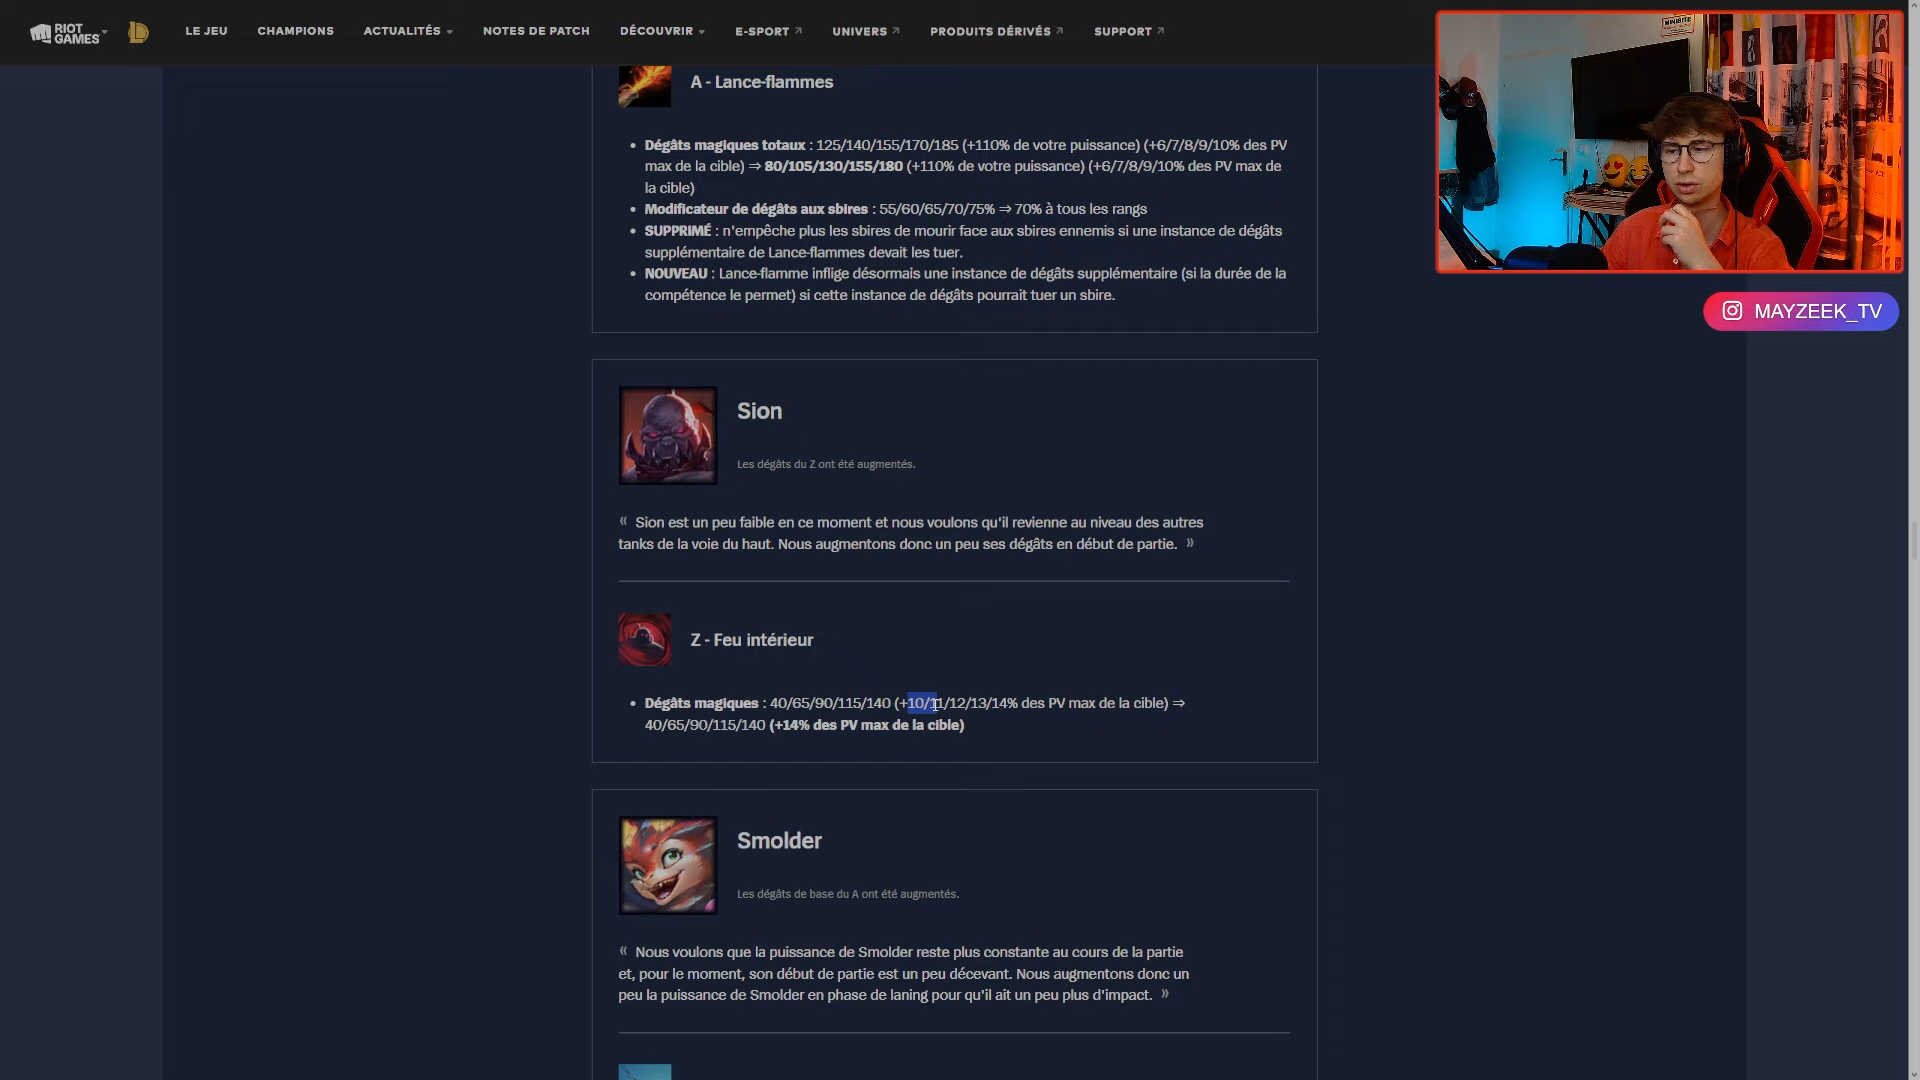 RIOT
GAMES
LE JEU
CHAMPIONS
ACTUALITÉS
NOTES DE PATCH
DÉCOUVRIR
E-SPORT
UNIVERS
PRODUITS DÉRIVÉS
SUPPORT
A - Lance-flammes
Dégâts magiques totaux : 125/140/155/170/185 (+110% de votre puissance) (+6/7/8/9/10% des PV
max de la cible) ⇒ 80/105/130/155/180 (+110% de votre puissance) (+6/7/8/9/10% des PV max de
la cible)
Modificateur de dégâts aux sbires : 55/60/65/70/75% ⇒ 70% à tous les rangs
SUPPRIMÉ : n'empêche plus les sbires de mourir face aux sbires ennemis si une instance de dégâts
supplémentaire de Lance-flammes devait les tuer.
NOUVEAU : Lance-flamme inflige désormais une instance de dégâts supplémentaire (si la durée de la
compétence le permet) si cette instance de dégâts pourrait tuer un sbire.
MAYZEEK_TV
Sion
Les dégâts du Z ont été augmentés.
« Sion est un peu faible en ce moment et nous voulons qu'il revienne au niveau des autres
tanks de la voie du haut. Nous augmentons donc un peu ses dégâts en début de partie. »
Z - Feu intérieur
Dégâts magiques : 40/65/90/115/140 (+10/11/12/13/14% des PV max de la cible) ⇒
40/65/90/115/140 (+14% des PV max de la cible)
Smolder
Les dégâts de base du A ont été augmentés.
« Nous voulons que la puissance de Smolder reste plus constante au cours de la partie
et, pour le moment, son début de partie est un peu décevant. Nous augmentons donc un
peu la puissance de Smolder en phase de laning pour qu'il ait un peu plus d'impact. »